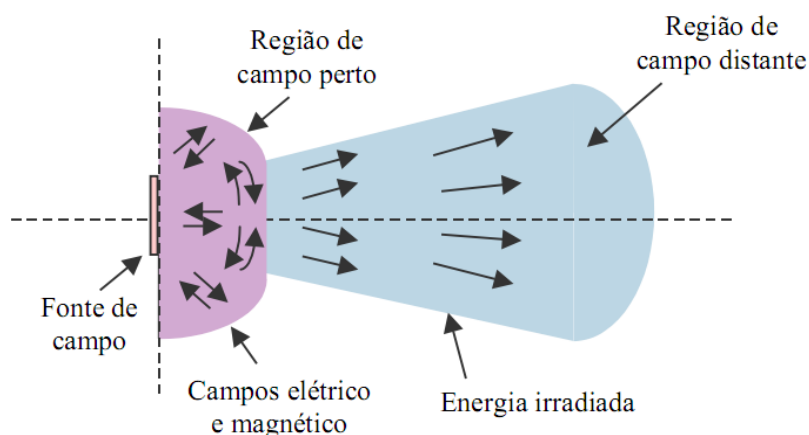 Região de
campo perto
Região de
campo distante
Fonte de
campo
Campos elétrico
e magnético
Energia irradiada